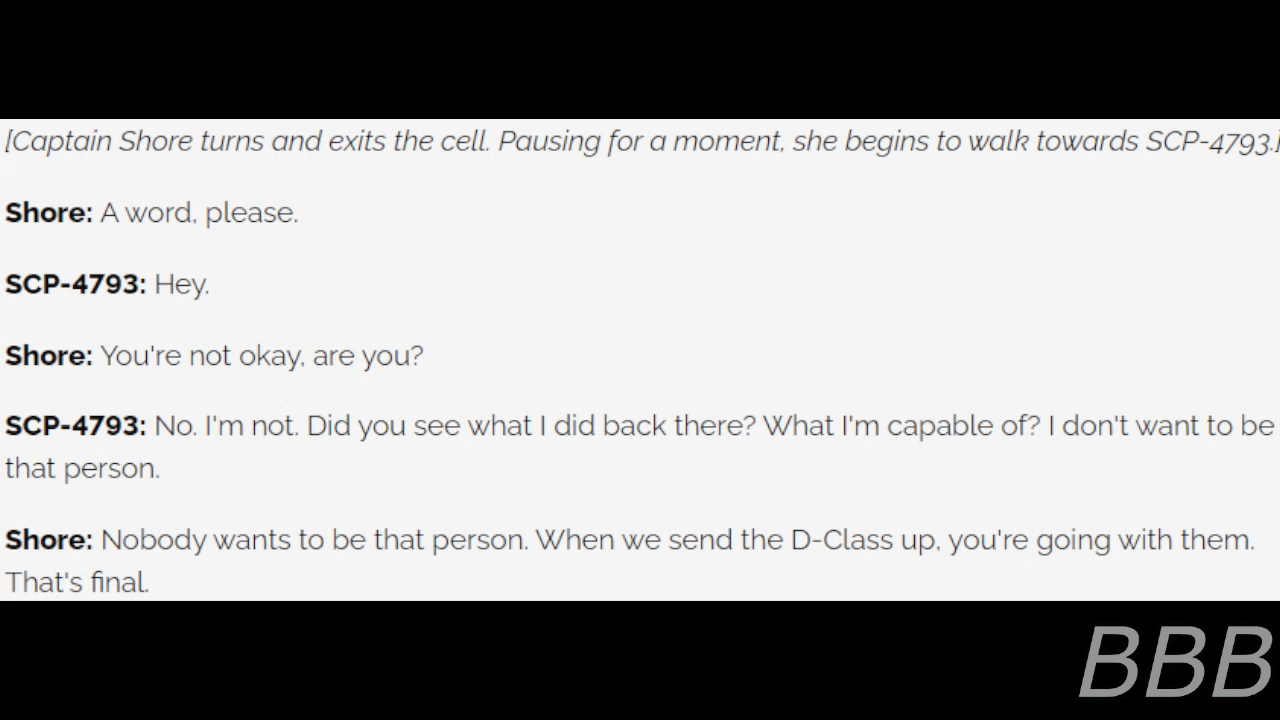 [Captain Shore turns and exits the cell. Pausing for a moment, she begins to walk towards SCP-4793.]
Shore: A word, please.
SCP-4793: Hey.
Shore: You're not okay, are you?
SCP-4793: No. I'm not. Did you see what I did back there? What I'm capable of? I don't want to be
that person.
Shore: Nobody wants to be that person. When we send the D-Class up, you're going with them.
That's final.
BBB